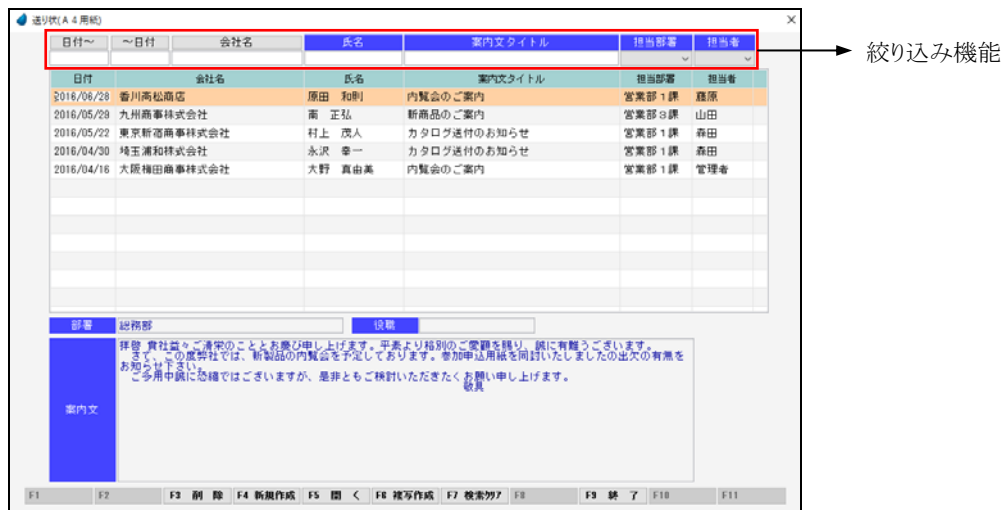 送り状(A4用紙)
×
日付～ ～日付 会社名 氏名 案内文タイトル 担当部署 担当者
絞り込み機能
日付 会社名 氏名 案内文タイトル 担当部署 担当者
2016/06/28 香川高松商店 原田 和則 内覧会のご案内 営業部1課 藤原
2016/05/29 九州商事株式会社 南 正弘 新商品のご案内 営業部3課 山田
2016/05/22 東京新宿商事株式会社 村上 茂人 カタログ送付のお知らせ 営業部1課 森田
2016/04/30 埼玉浦和株式会社 永沢 幸一 カタログ送付のお知らせ 営業部1課 森田
2016/04/16 大阪梅田商事株式会社 大野 真由美 内覧会のご案内 営業部1課 管理者
部署 総務部 役職
案内文
拝啓 貴社益々ご清栄のこととお慶び申し上げます。平素より格別のご愛顧を賜り、誠に有難うございます。
さて、この度弊社では、新製品の内覧会を予定しております。参加申込用紙を同封いたしましたの出欠の有無を
お知らせ下さい。
ご多用中誠に恐縮ではございますが、是非ともご検討いただきたくお願い申し上げます。
敬具
F1 F2 F3 削 除 F4 新規作成 F5 開 く F6 複写作成 F7 検索クリア F8 F9 終 了 F10 F11